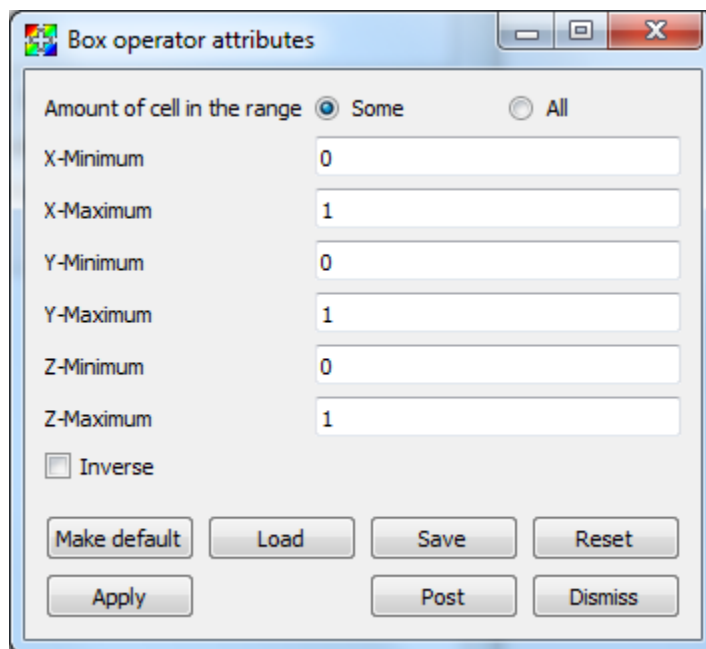 Box operator attributes
Amount of cell in the range Some All
X-Minimum 0
X-Maximum 1
Y-Minimum 0
Y-Maximum 1
Z-Minimum 0
Z-Maximum 1
Inverse
Make default Load Save Reset
Apply Post Dismiss